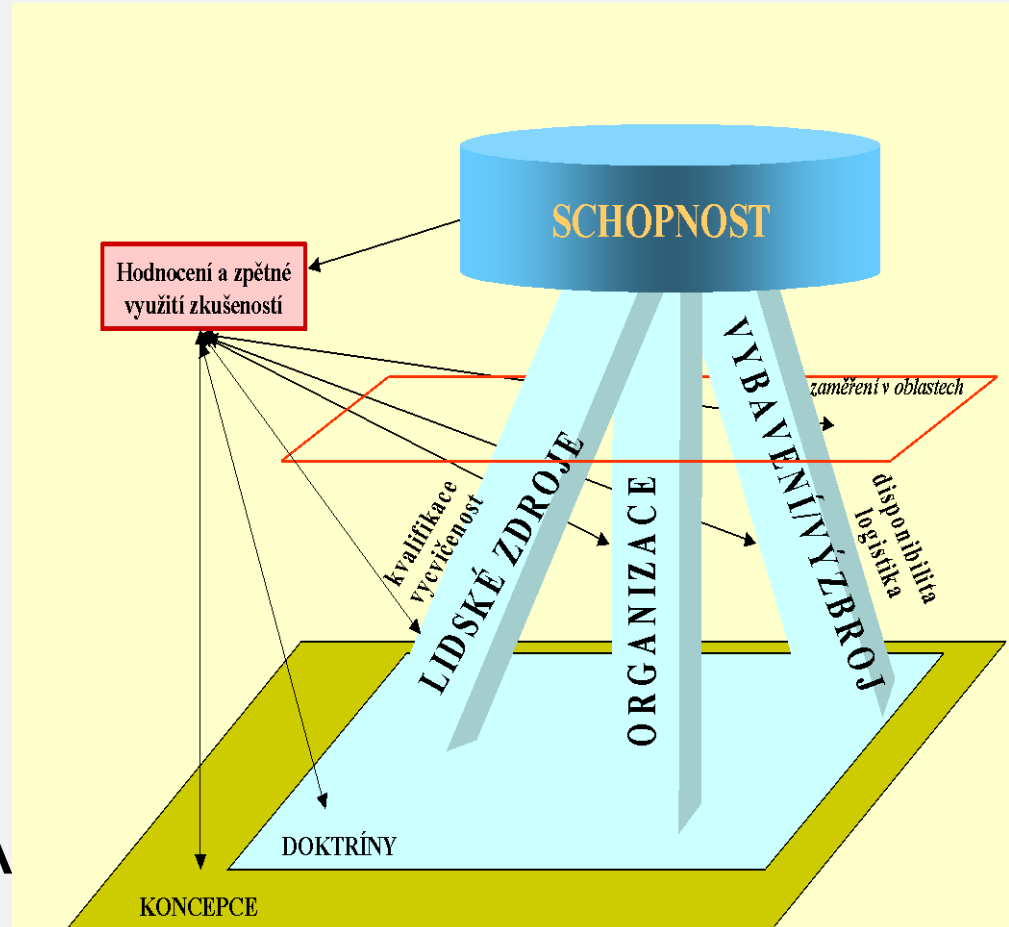 SCHOPNOST
Hodnocení a zpětné
využití zkušeností
zaměření v oblastech
kvalifikace
vycvičenost
LIDSKÉ ZDROJE
ORGANIZACE
VYBAVENÍ/VÝZBROJ
disponibilita
logistika
DOKTRÍNY
KONCEPCE